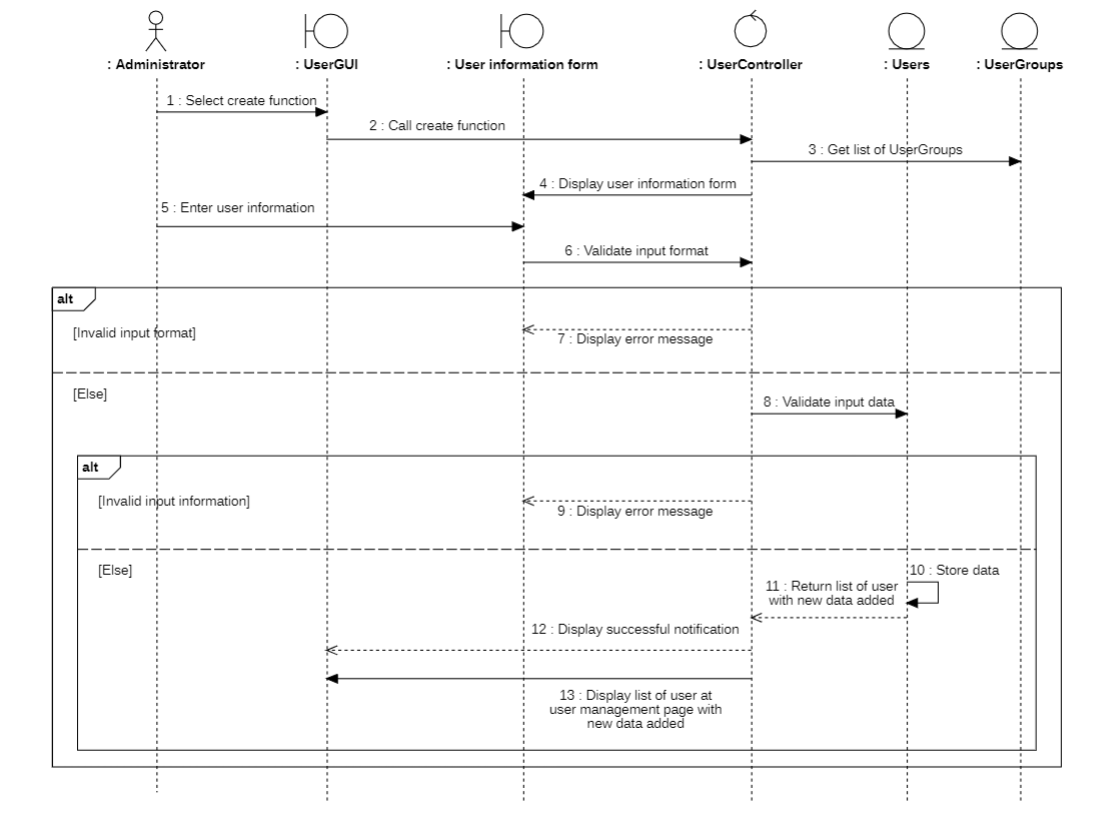 : Administrator
: UserGUI
: User information form
: UserController
: Users
: UserGroups
1 : Select create function
2 : Call create function
3 : Get list of UserGroups
4 : Display user information form
5 : Enter user information
6 : Validate input format
alt
[Invalid input format]
7 : Display error message
[Else]
8 : Validate input data
alt
[Invalid input information]
9 : Display error message
[Else]
10 : Store data
11 : Return list of user
with new data added
12 : Display successful notification
13 : Display list of user at
user management page with
new data added